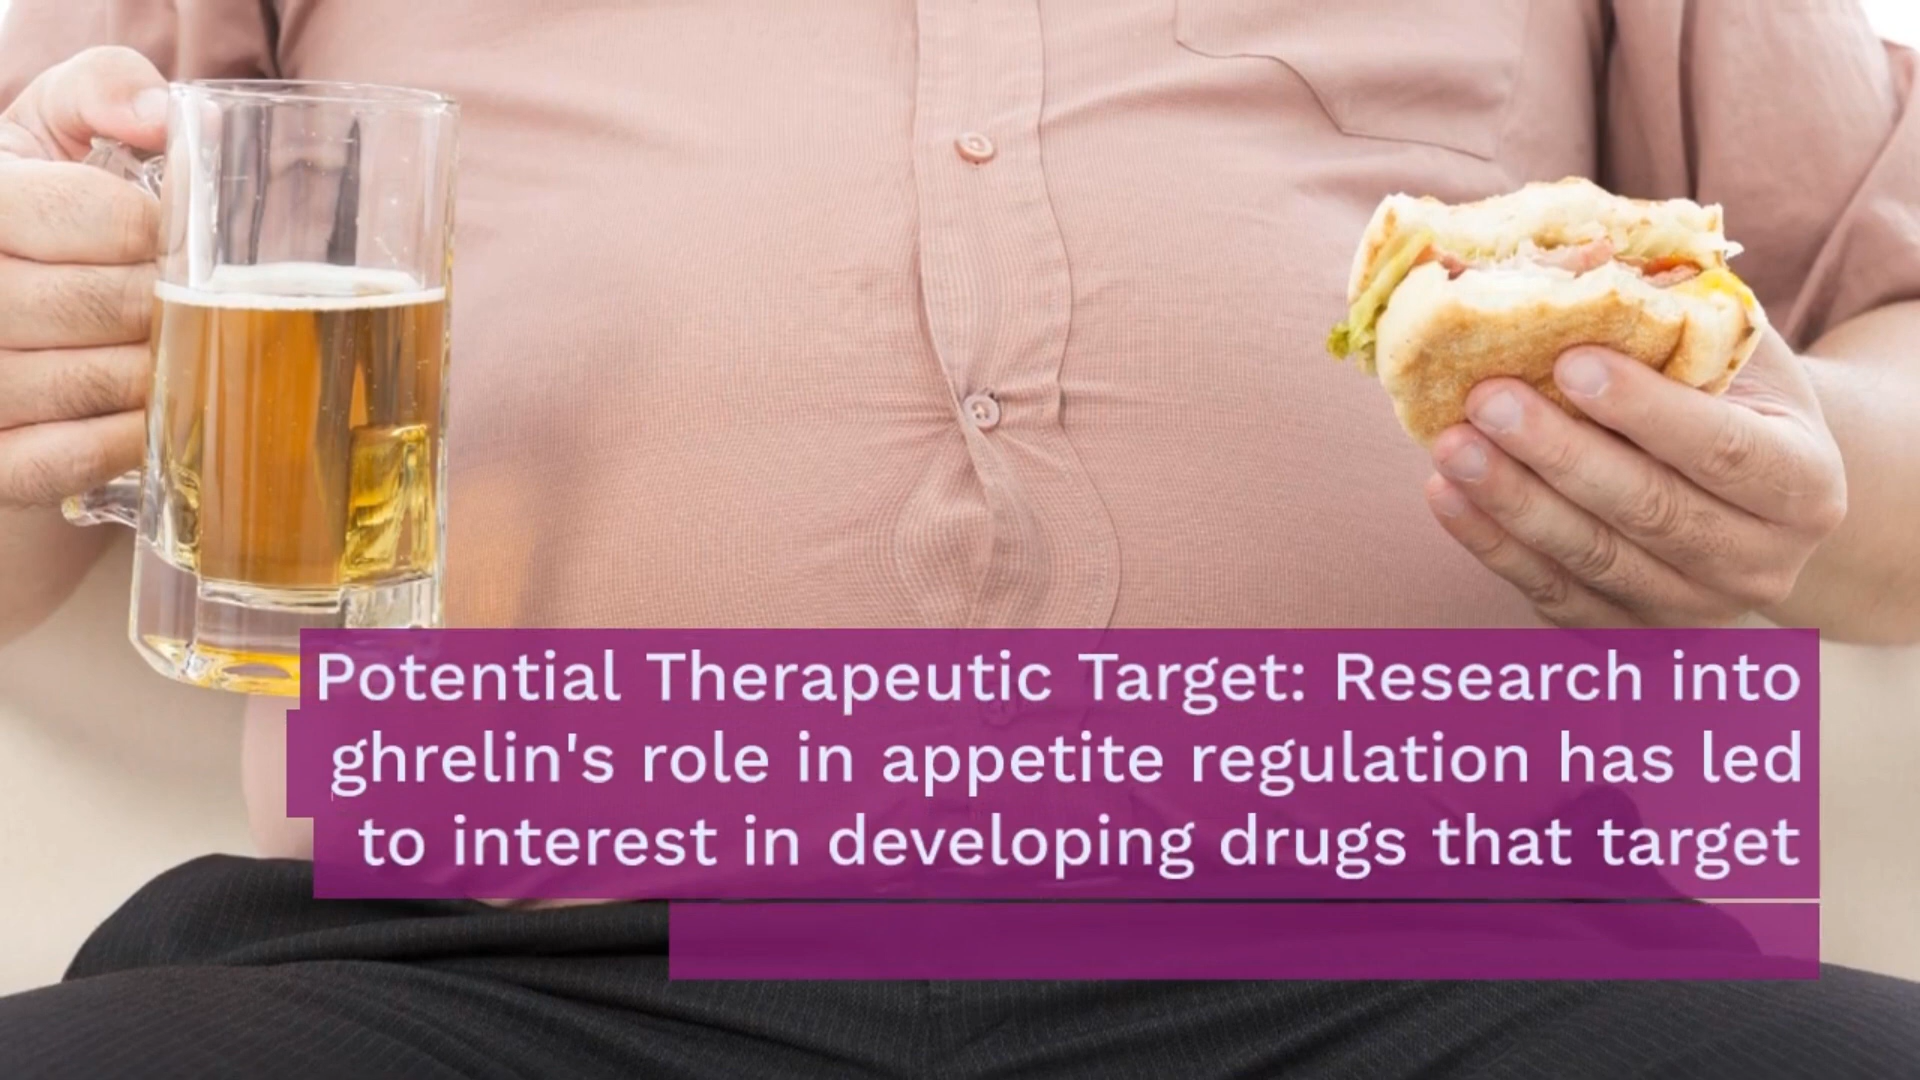 Potential Therapeutic Target: Research into
ghrelin's role in appetite regulation has led
to interest in developing drugs that target